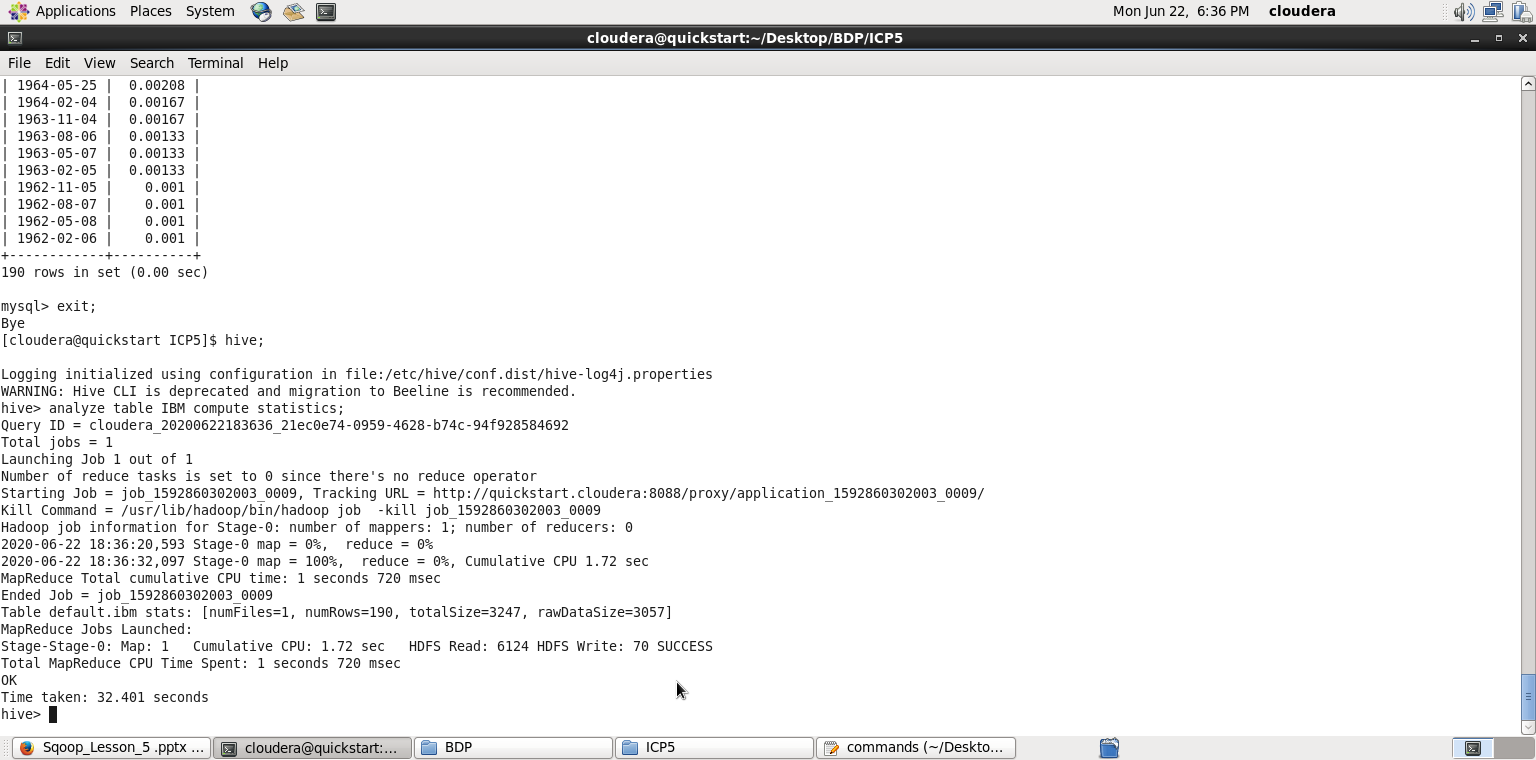 Applications Places System Mon Jun 22, 6:36 PM cloudera
cloudera@quickstart:~/Desktop/BDP/ICP5
File Edit View Search Terminal Help
| 1964-05-25 |  0.00208 |
| 1964-02-04 |  0.00167 |
| 1963-11-04 |  0.00167 |
| 1963-08-06 |  0.00133 |
| 1963-05-07 |  0.00133 |
| 1963-02-05 |  0.00133 |
| 1962-11-05 |    0.001 |
| 1962-08-07 |    0.001 |
| 1962-05-08 |    0.001 |
| 1962-02-06 |    0.001 |
+------------+----------+
190 rows in set (0.00 sec)
mysql> exit;
Bye
[cloudera@quickstart ICP5]$ hive;
Logging initialized using configuration in file:/etc/hive/conf.dist/hive-log4j.properties
WARNING: Hive CLI is deprecated and migration to Beeline is recommended.
hive> analyze table IBM compute statistics;
Query ID = cloudera_20200622183636_21ec0e74-0959-4628-b74c-94f928584692
Total jobs = 1
Launching Job 1 out of 1
Number of reduce tasks is set to 0 since there's no reduce operator
Starting Job = job_1592860302003_0009, Tracking URL = http://quickstart.cloudera:8088/proxy/application_1592860302003_0009/
Kill Command = /usr/lib/hadoop/bin/hadoop job  -kill job_1592860302003_0009
Hadoop job information for Stage-0: number of mappers: 1; number of reducers: 0
2020-06-22 18:36:20,593 Stage-0 map = 0%,  reduce = 0%
2020-06-22 18:36:32,097 Stage-0 map = 100%,  reduce = 0%, Cumulative CPU 1.72 sec
MapReduce Total cumulative CPU time: 1 seconds 720 msec
Ended Job = job_1592860302003_0009
Table default.ibm stats: [numFiles=1, numRows=190, totalSize=3247, rawDataSize=3057]
MapReduce Jobs Launched:
Stage-Stage-0: Map: 1   Cumulative CPU: 1.72 sec   HDFS Read: 6124 HDFS Write: 70 SUCCESS
Total MapReduce CPU Time Spent: 1 seconds 720 msec
OK
Time taken: 32.401 seconds
hive>
Sqoop_Lesson_5 .pptx ... cloudera@quickstart:... BDP ICP5 commands (~/Deskto...